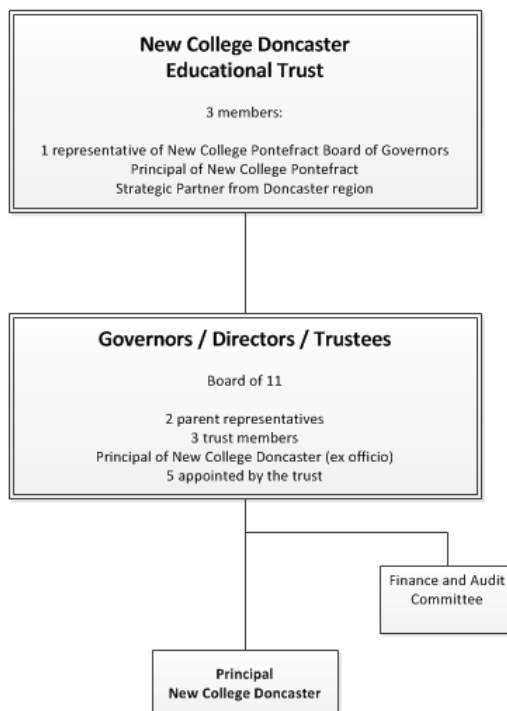 New College Doncaster
Educational Trust
3 members:
1 representative of New College Pontefract Board of Governors
Principal of New College Pontefract
Strategic Partner from Doncaster region
Governors / Directors / Trustees
Board of 11
2 parent representatives
3 trust members
Principal of New College Doncaster (ex officio)
5 appointed by the trust
Finance and Audit
Committee
Principal
New College Doncaster